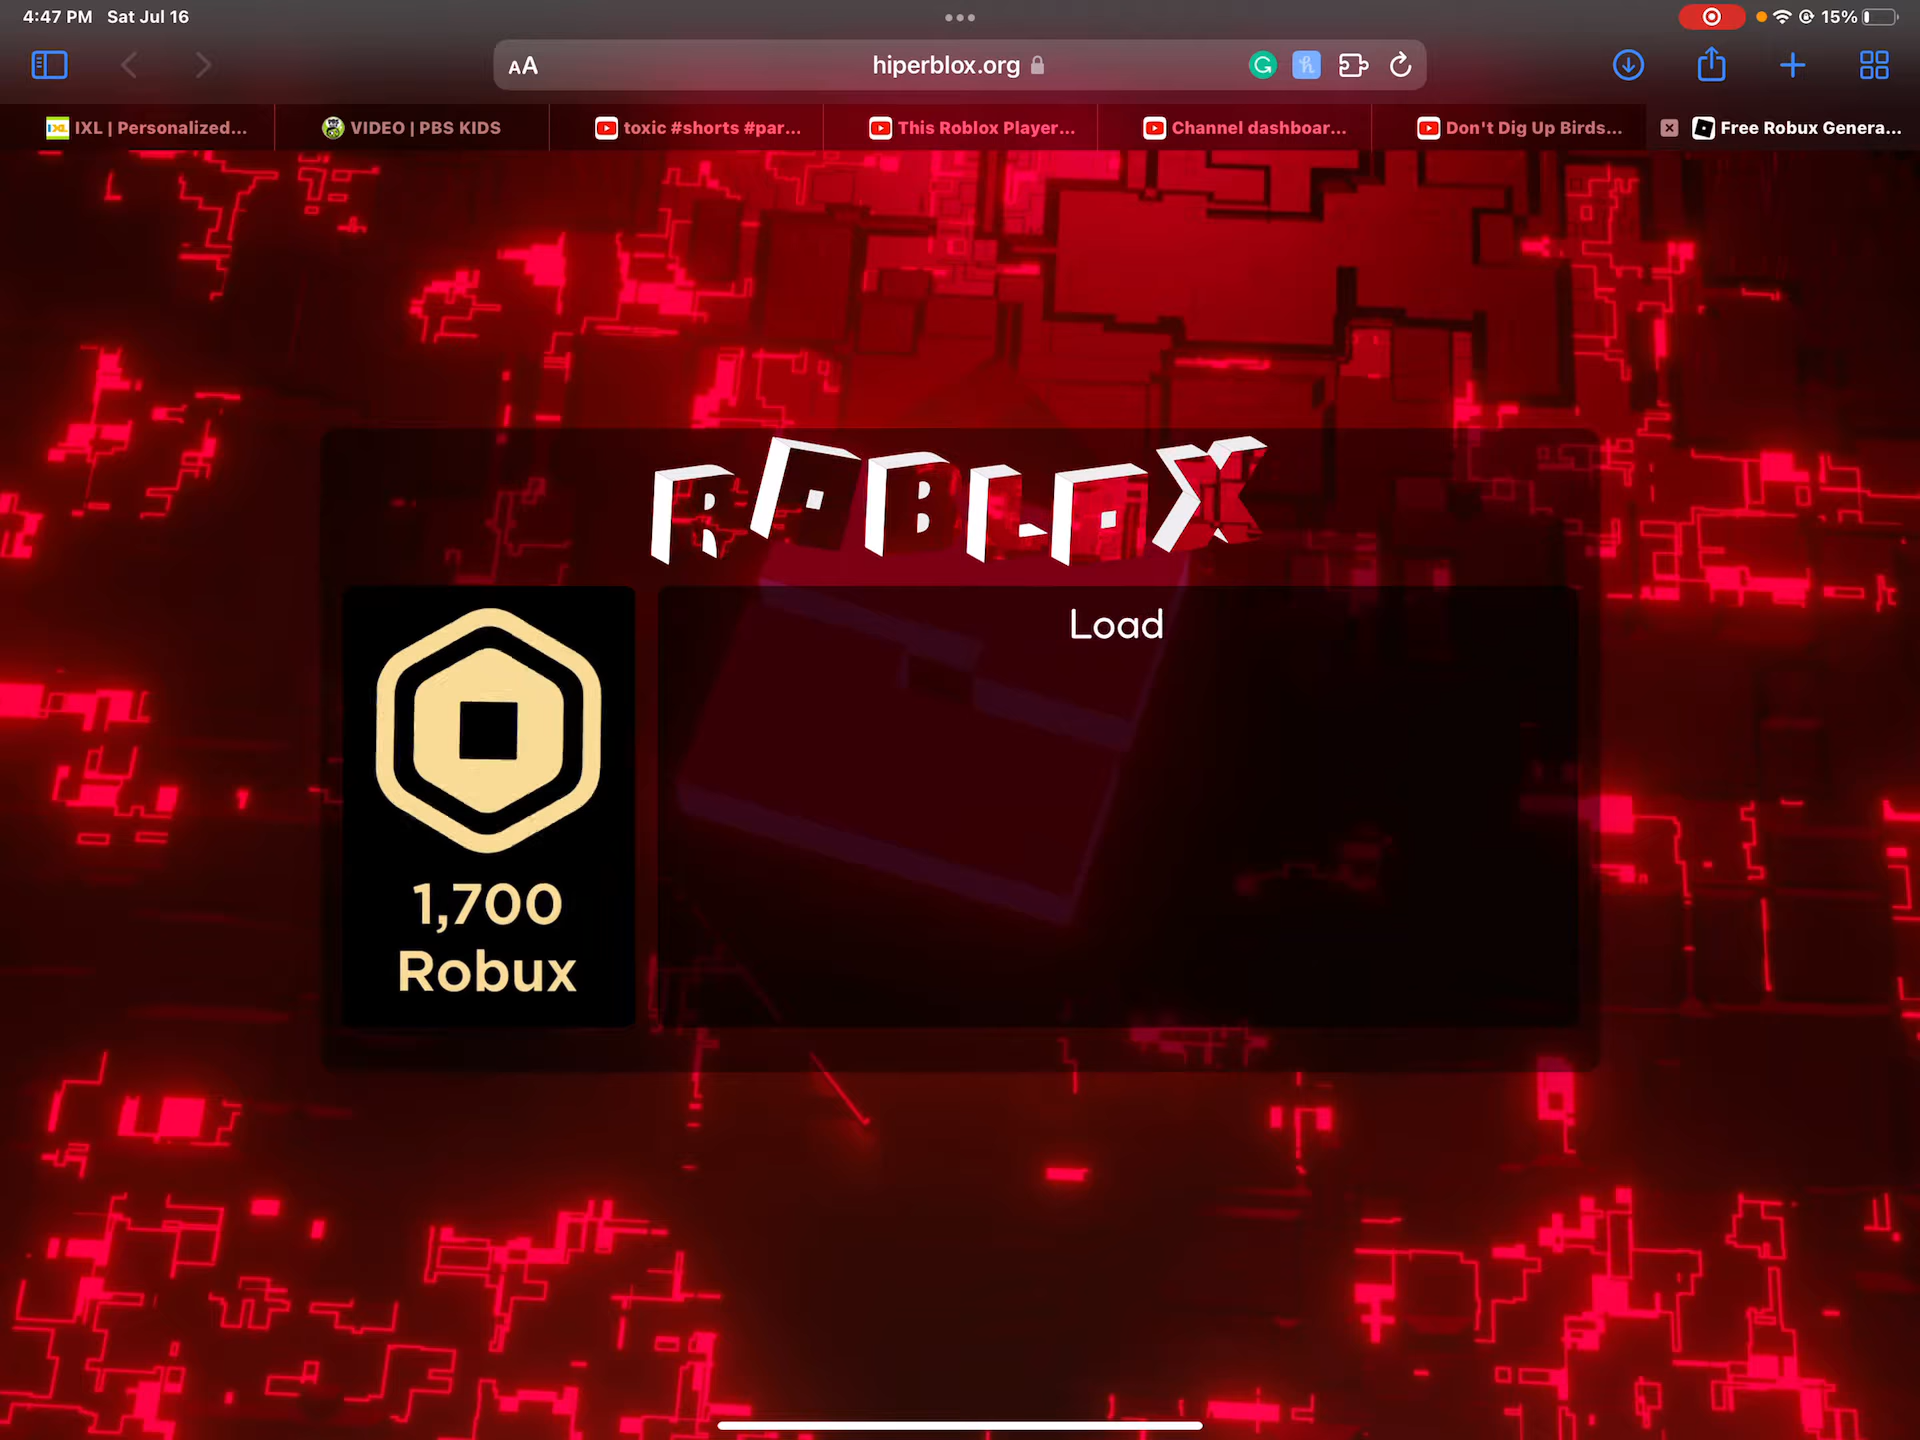 4:47 PM Sat Jul 16
15%
AA
hiperblox.org
IXL | Personalized...
VIDEO | PBS KIDS
toxic #shorts #par...
This Roblox Player...
Channel dashboar...
Don't Dig Up Birds...
Free Robux Genera...
ROBLOX
Load
1,700
Robux